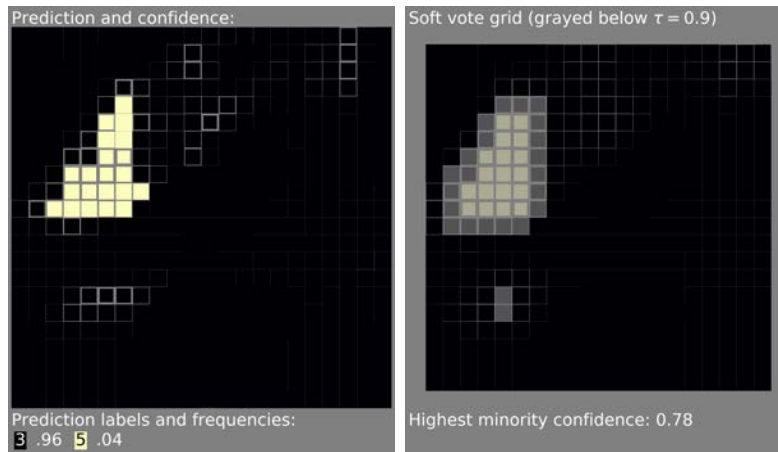 Prediction and confidence:
Soft vote grid (grayed below τ = 0.9)
Prediction labels and frequencies:
3 .96 5 .04
Highest minority confidence: 0.78